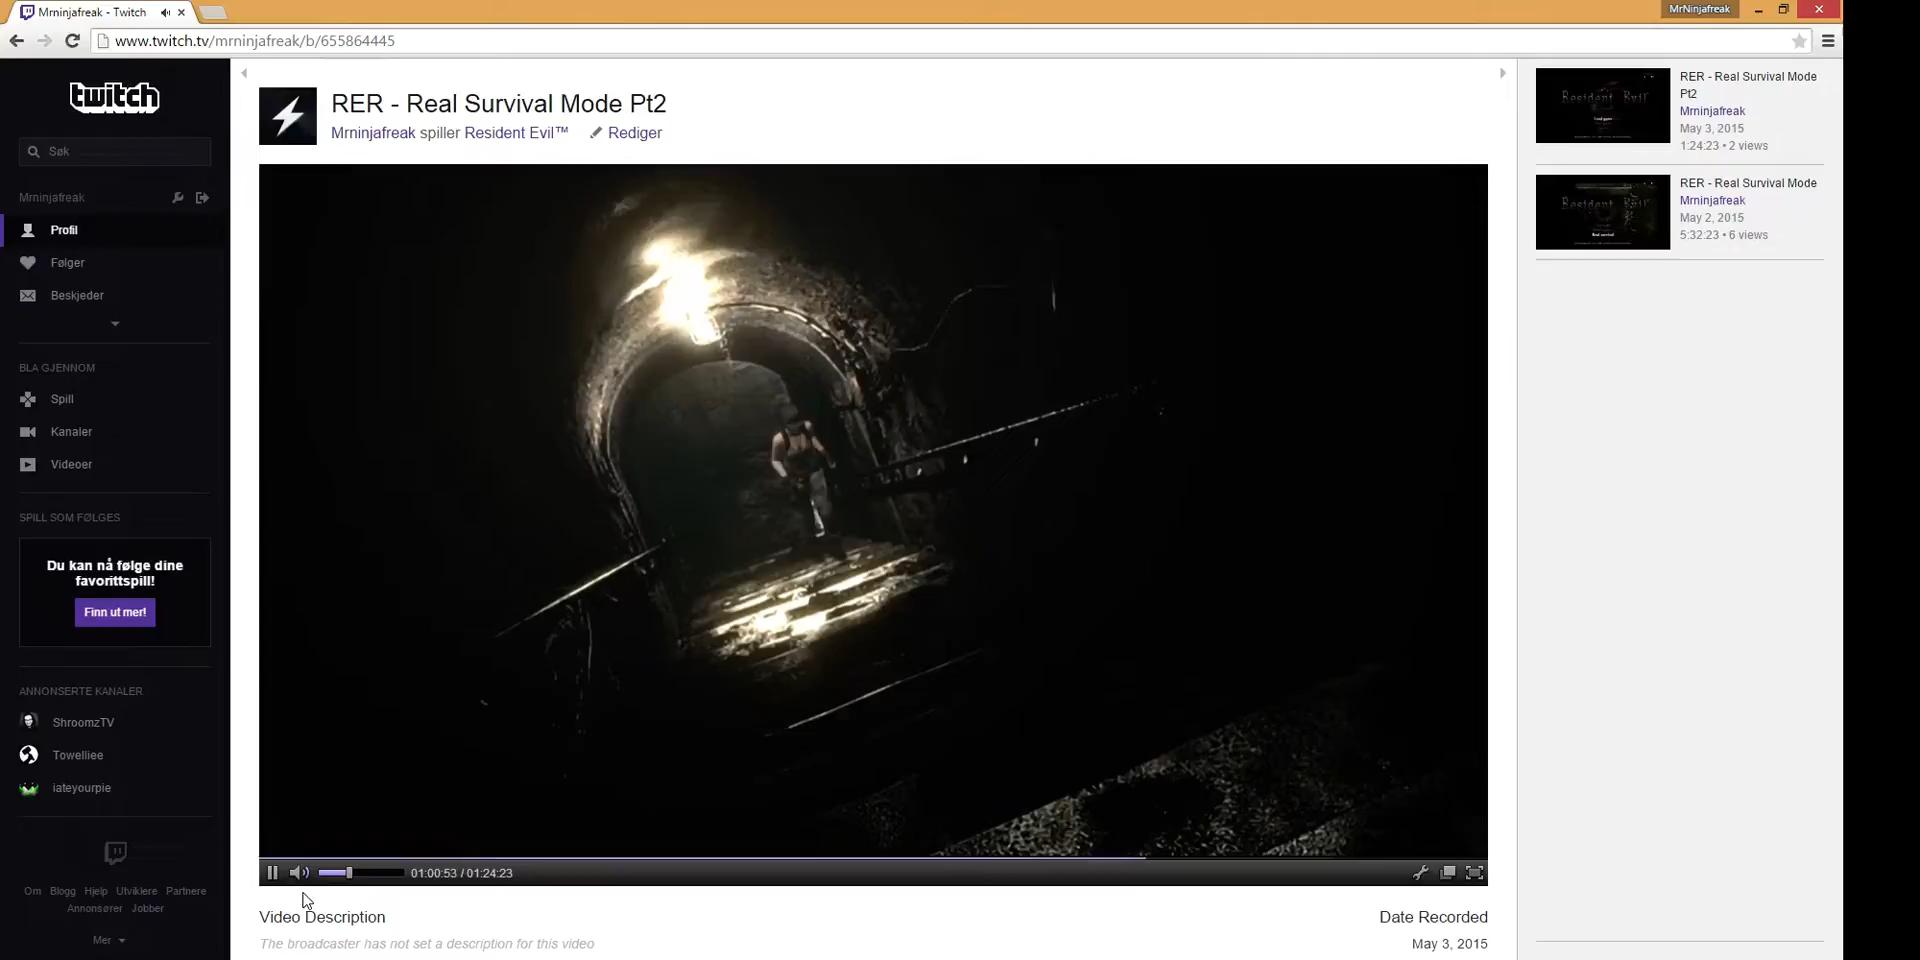 Mrninjafreak - Twitch
MrNinjafreak
www.twitch.tv/mrninjafreak/b/655864445
twitch
Søk
Mrninjafreak
Profil
Følger
Beskjeder
BLA GJENNOM
Spill
Kanaler
Videoer
SPILL SOM FØLGES
Du kan nå følge dine
favorittspill!
Finn ut mer!
ANNONSERTE KANALER
ShroomzTV
Towelliee
iateyourpie
Om Blogg Hjelp Utviklere Partnere
Annonsører Jobber
Mer
RER - Real Survival Mode Pt2
Mrninjafreak spiller Resident Evil™ Rediger
01:00:53 / 01:24:23
Video Description
Date Recorded
The broadcaster has not set a description for this video
May 3, 2015
Resident Evil
RER - Real Survival Mode
Pt2
Mrninjafreak
May 3, 2015
1:24:23 • 2 views
Resident Evil
RER - Real Survival Mode
Mrninjafreak
May 2, 2015
5:32:23 • 6 views